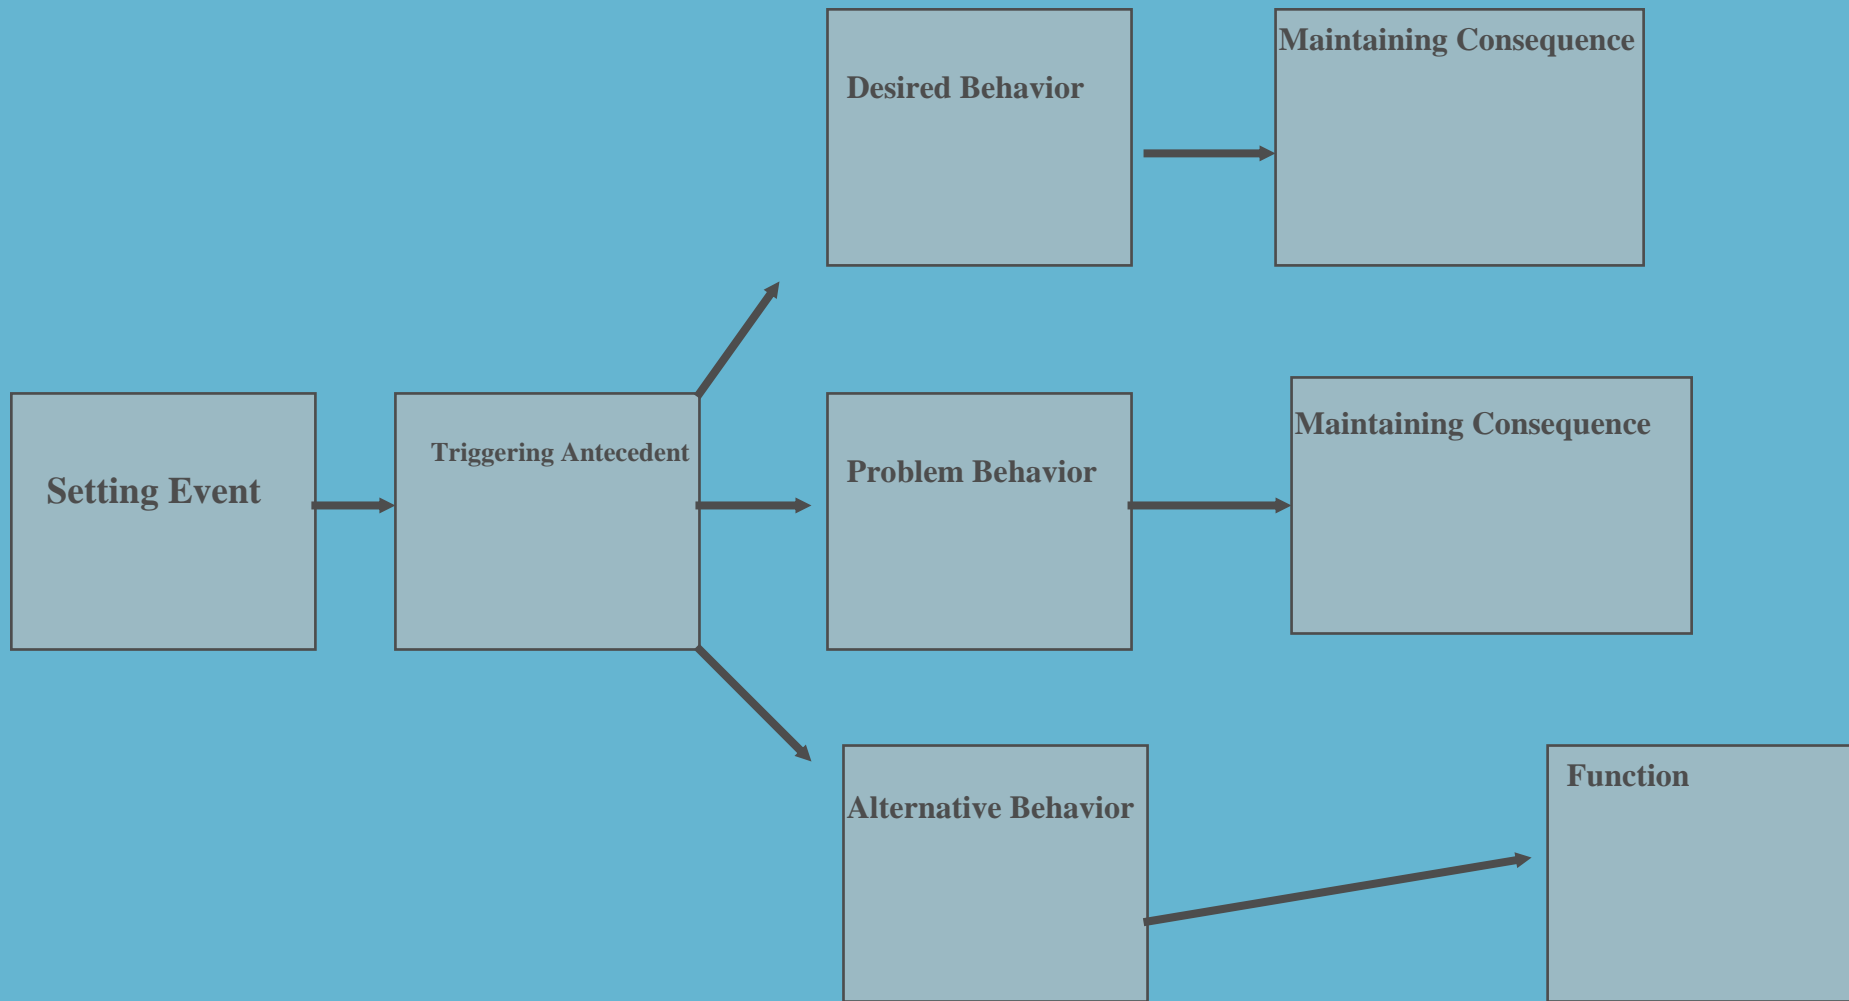 Desired Behavior
Maintaining Consequence
Setting Event
Triggering Antecedent
Problem Behavior
Maintaining Consequence
Alternative Behavior
Function